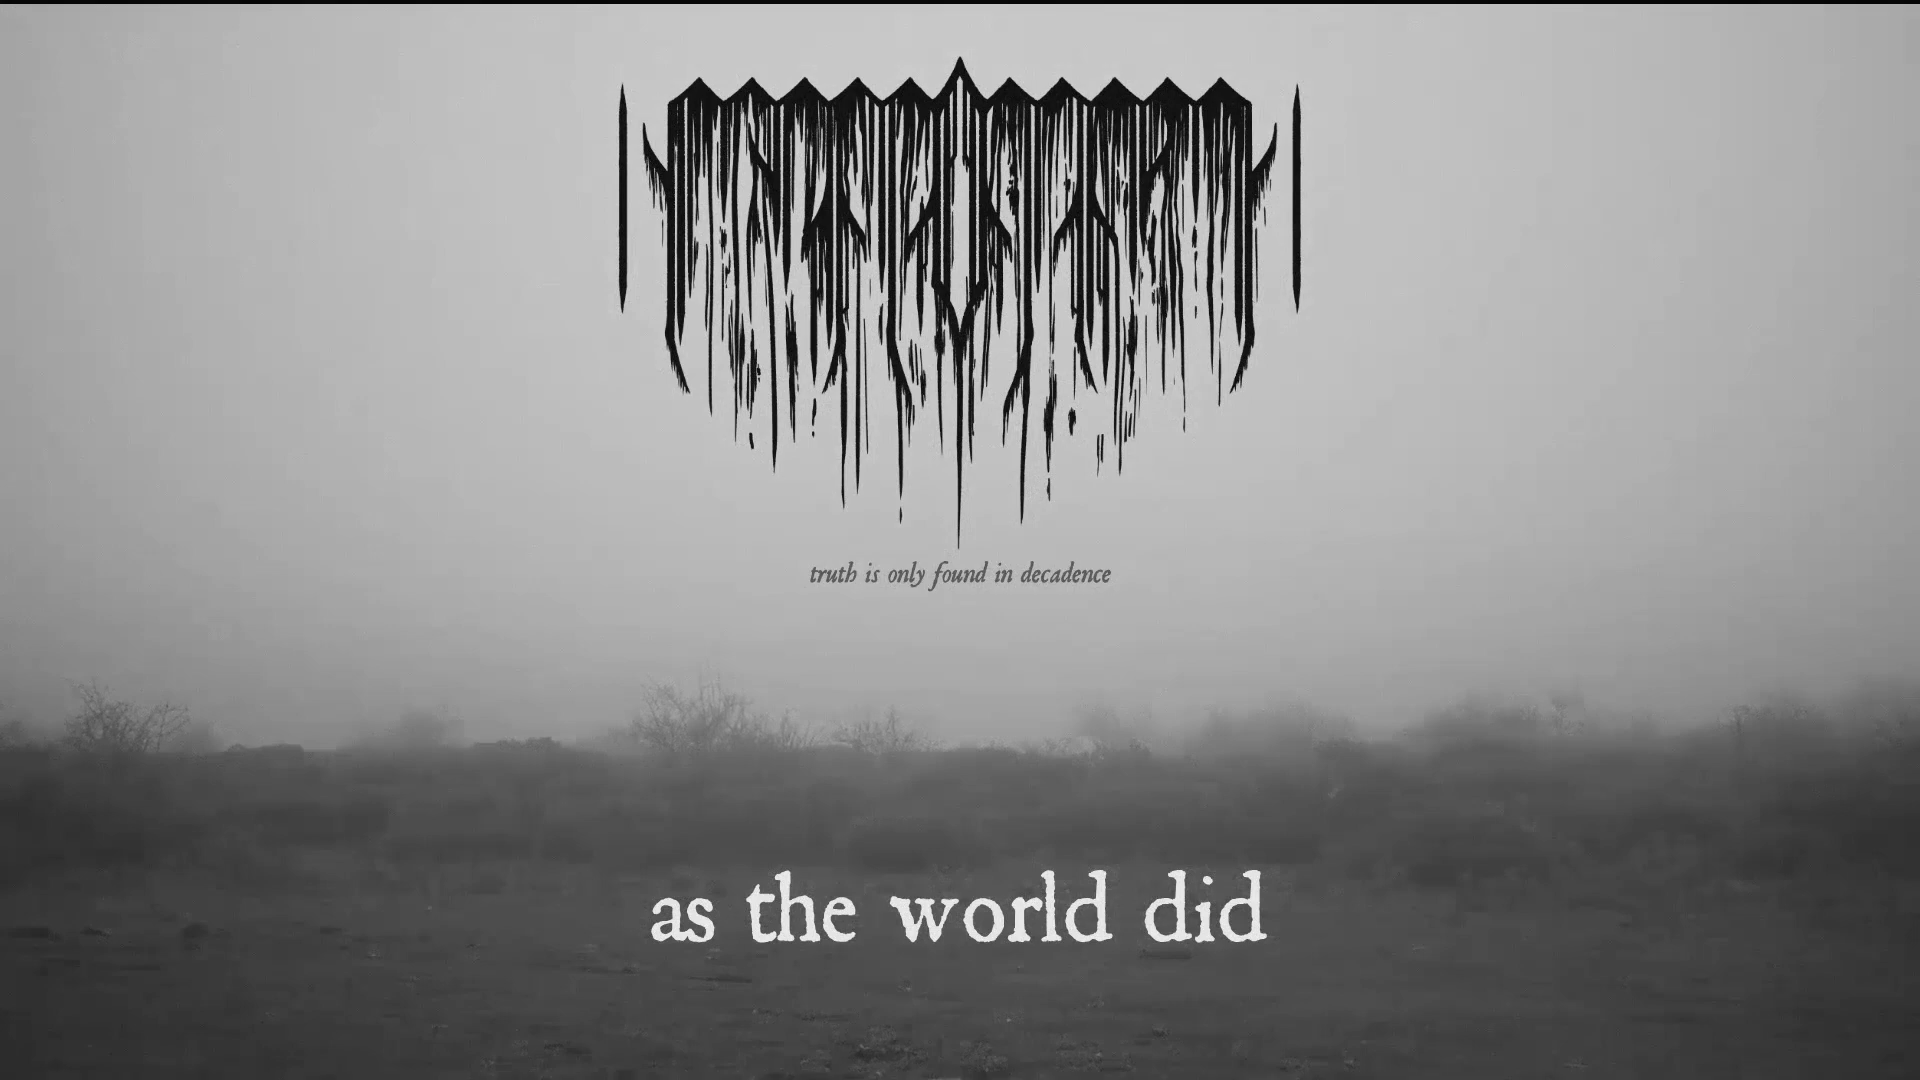 truth is only found in decadence
as the world did